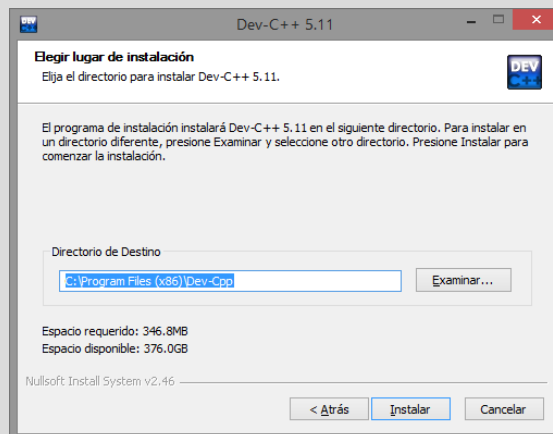 Dev-C++ 5.11
Elegir lugar de instalación
Elija el directorio para instalar Dev-C++ 5.11.
DEV
C++
El programa de instalación instalará Dev-C++ 5.11 en el siguiente directorio. Para instalar en
un directorio diferente, presione Examinar y seleccione otro directorio. Presione Instalar para
comenzar la instalación.
Directorio de Destino
C:\Program Files (x86)\Dev-Cpp
Examinar...
Espacio requerido: 346.8MB
Espacio disponible: 376.0GB
Nullsoft Install System v2.46
< Atrás Instalar Cancelar